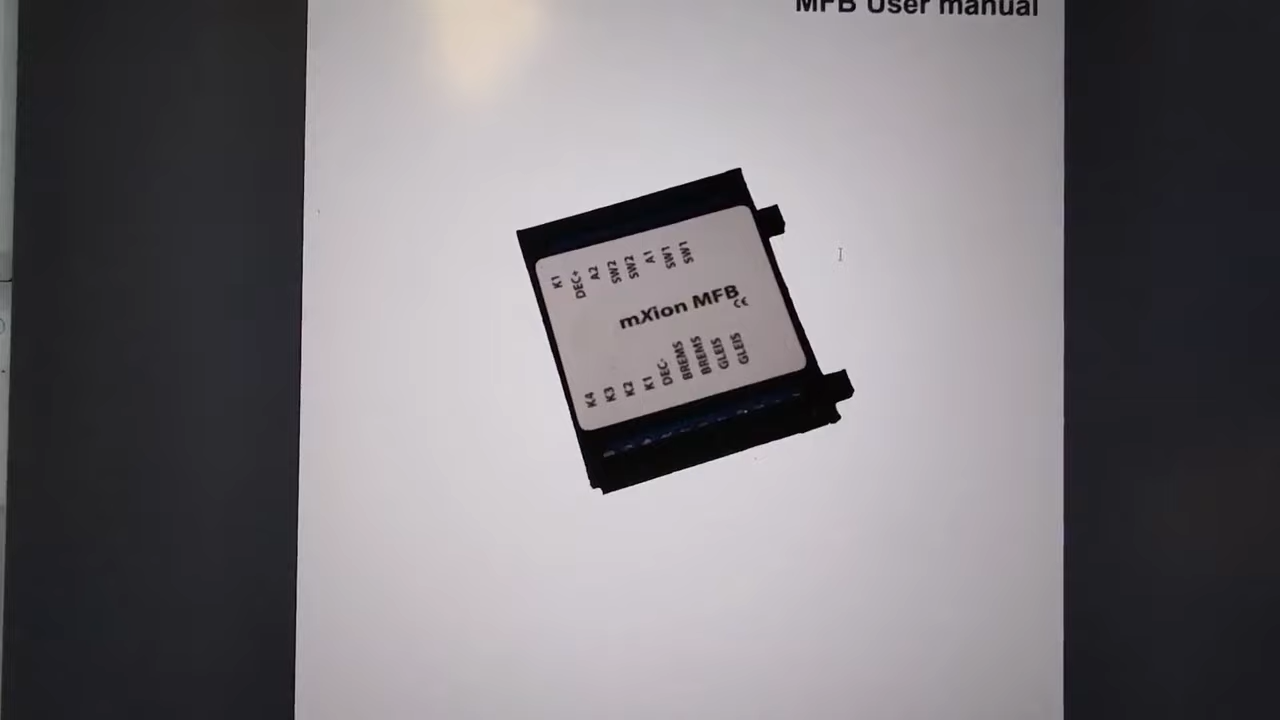 MFB User manual
K1
DEC+
A2
SW2
SW2
A1
SW1
SW1
mXion MFB
CE
K4
K3
K2
K1
DEC-
BREMS
BREMS
GLEIS
GLEIS